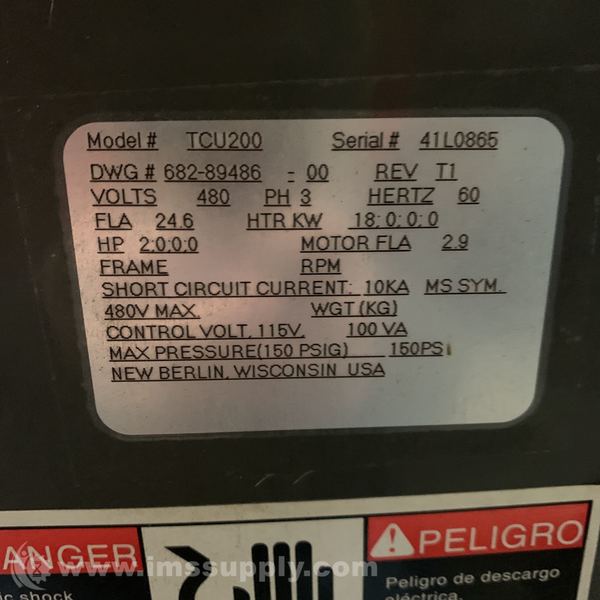 Model # TCU200 Serial # 41L0865
DWG # 682-89486 - 00 REV T1
VOLTS 480 PH 3 HERTZ 60
FLA 24.6 HTR KW 18; 0; 0; 0
HP 2;0;0;0 MOTOR FLA 2.9
FRAME RPM
SHORT CIRCUIT CURRENT: 10KA MS SYM.
480V MAX. WGT (KG)
CONTROL VOLT. 115V. 100 VA
MAX PRESSURE(150 PSIG) 150PSI
NEW BERLIN, WISCONSIN USA
ANGER PELIGRO
www.imssupply.com
ic shock Peligro de descargo
eléctrica.